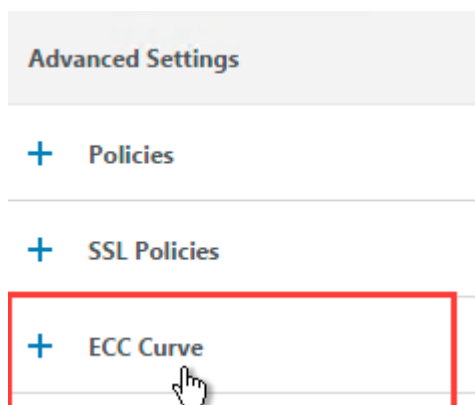 Advanced Settings
+ Policies
+ SSL Policies
+ ECC Curve